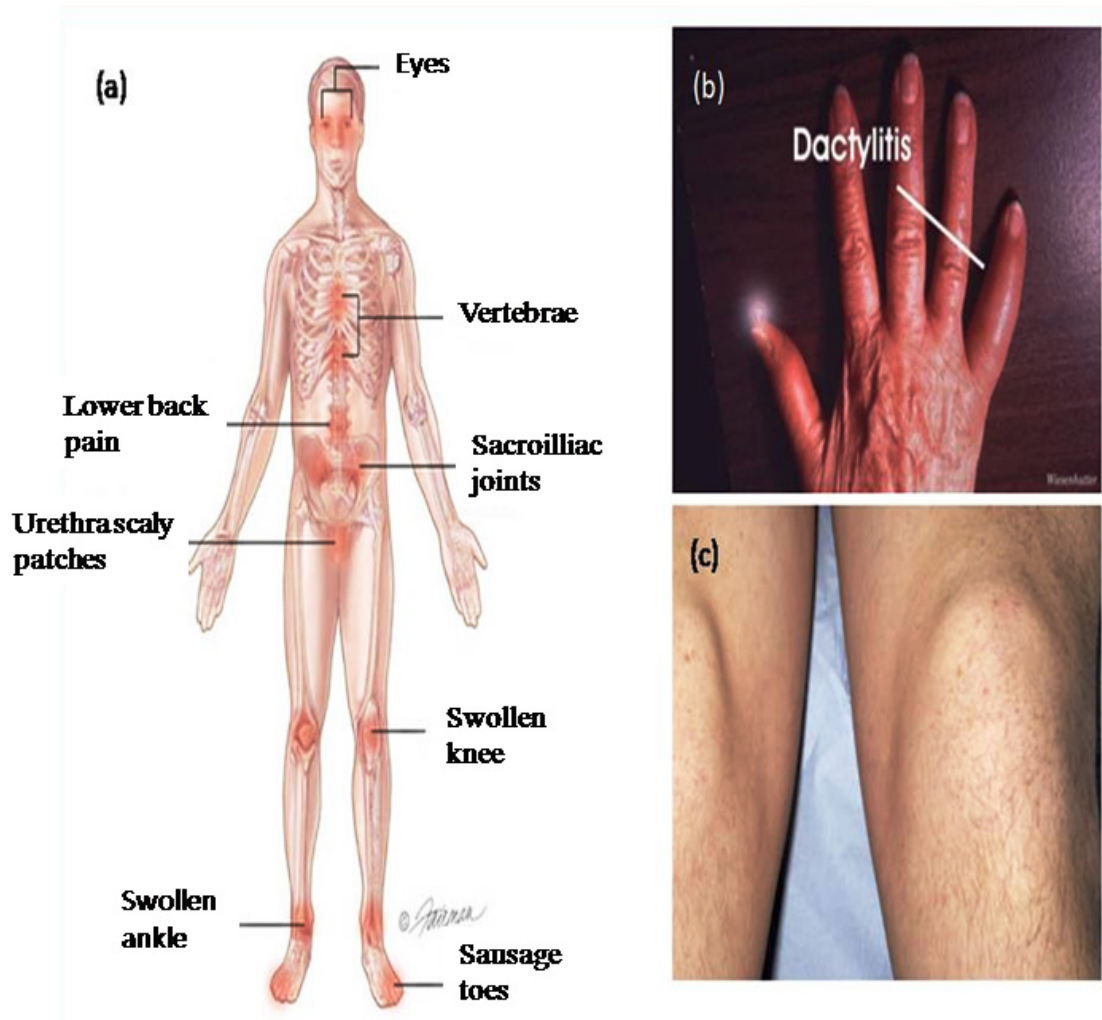 (a)
Eyes
Vertebrae
Lower back
pain
Sacroilliac
joints
Urethra scaly
patches
Swollen
knee
Swollen
ankle
©
Sausage
toes
(b)
Dactylitis
(c)